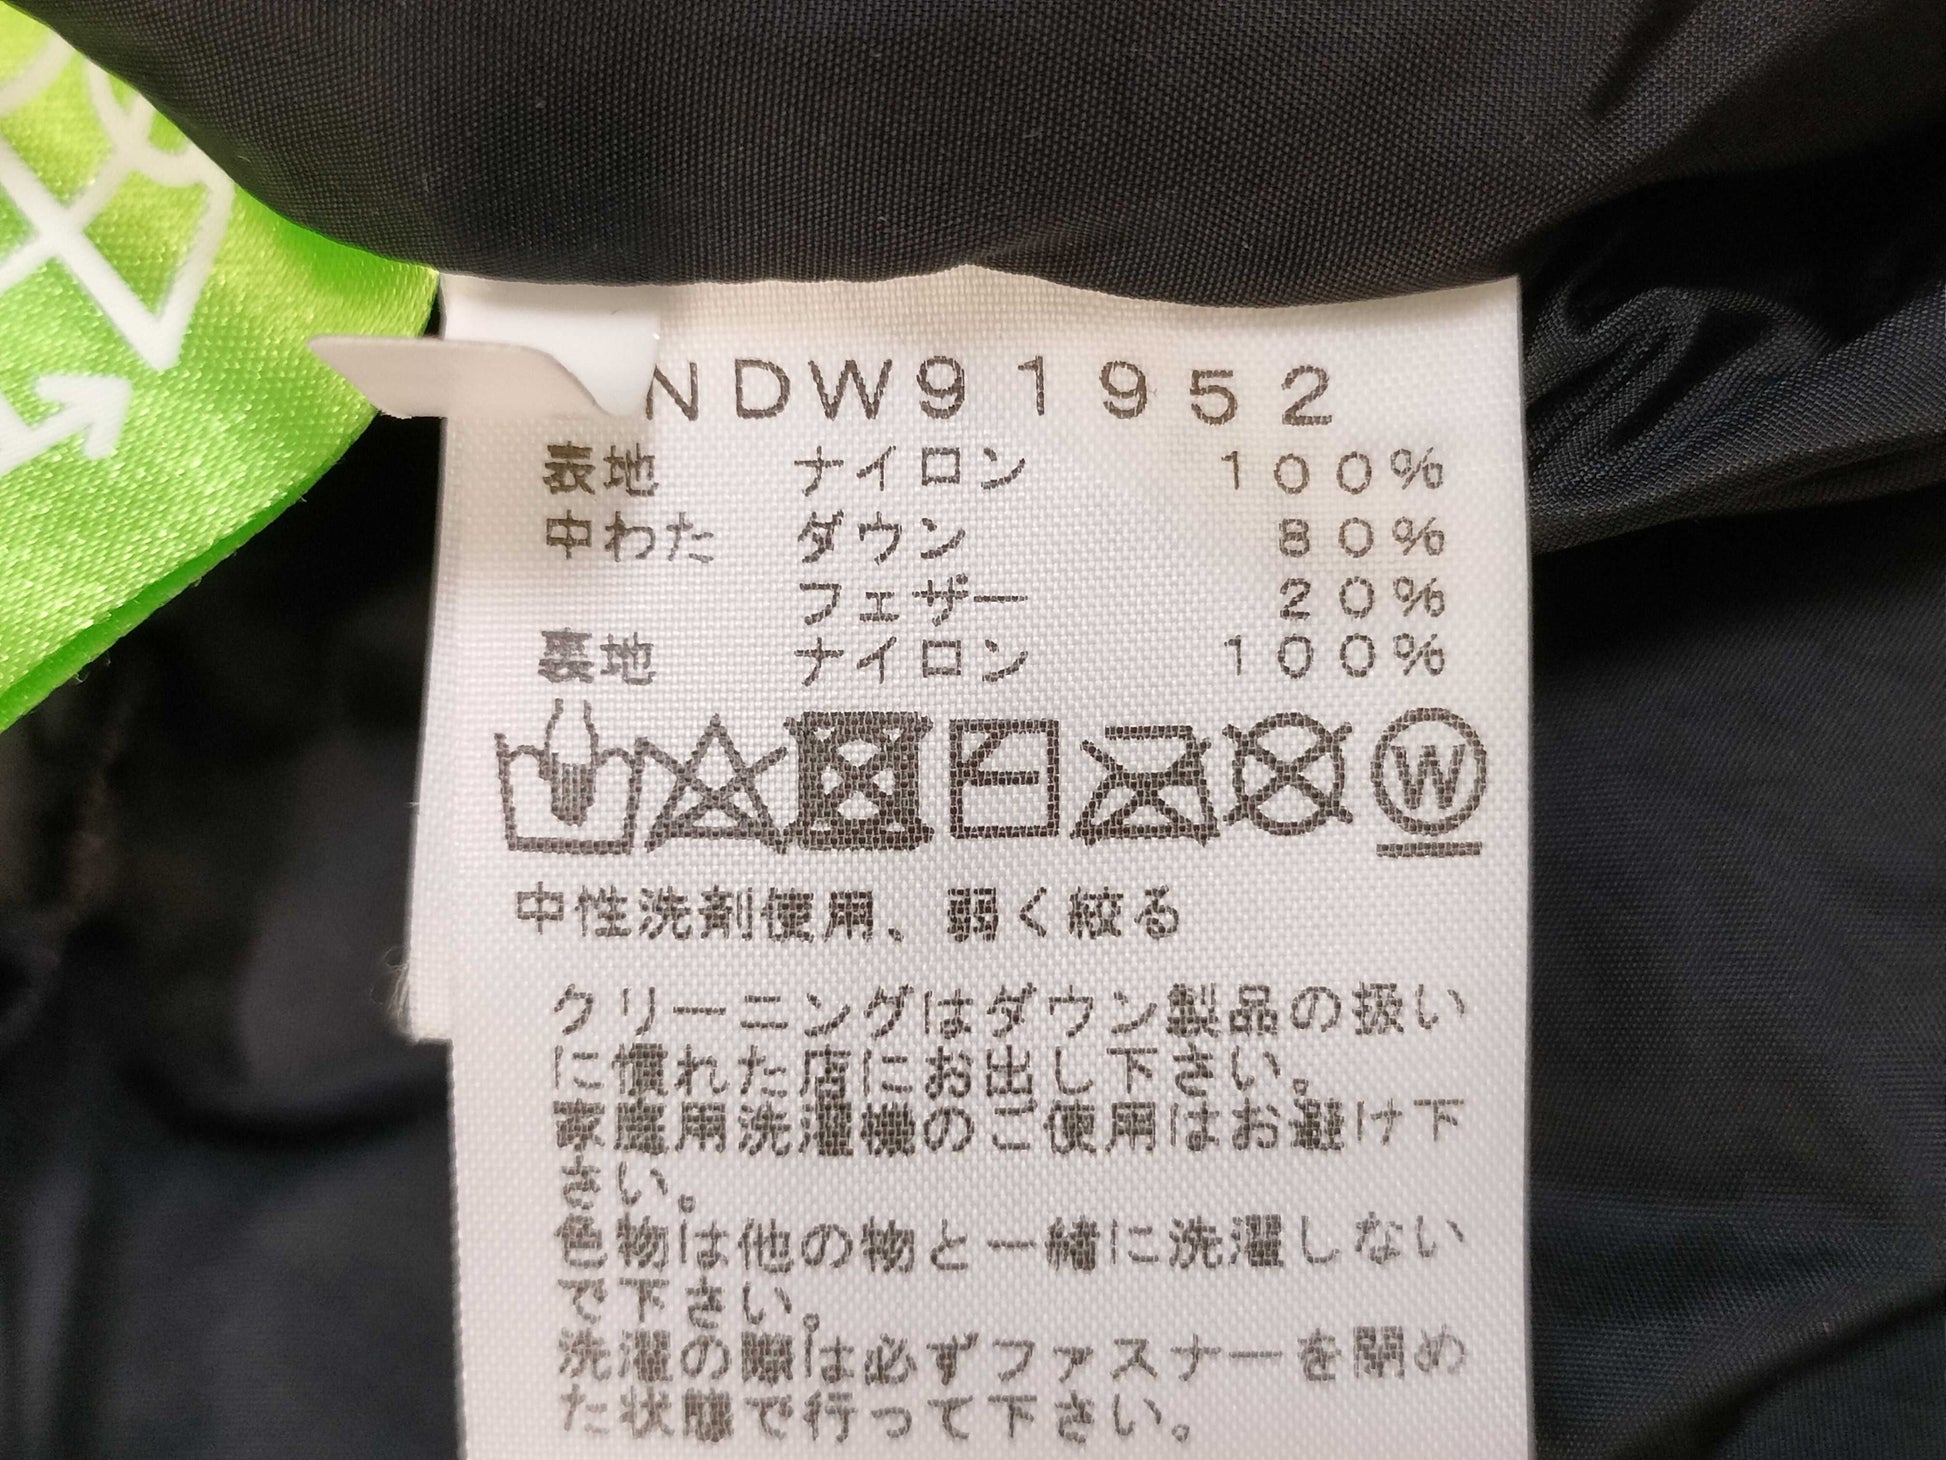 NDW91952
表地 ナイロン 100%
中わた ダウン 80%
フェザー 20%
裏地 ナイロン 100%
W
中性洗剤使用、弱く絞る
クリーニングはダウン製品の扱い
に慣れた店にお出し下さい。
家庭用洗濯機のご使用はお避け下
さい。
色物は他の物と一緒に洗濯しない
で下さい。
洗濯の際は必ずファスナーを閉め
た状態で行って下さい。